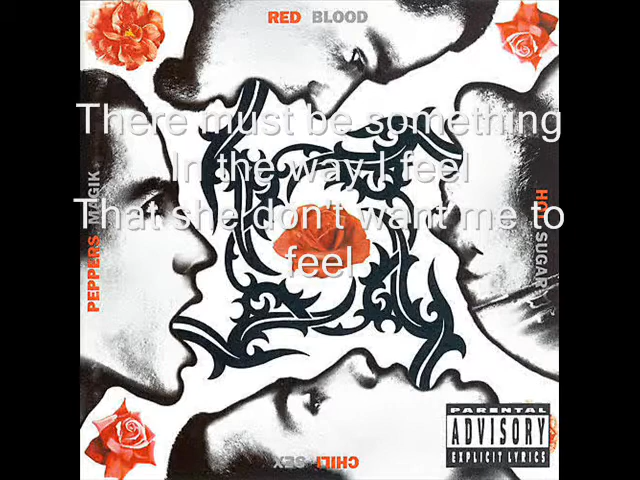 RED BLOOD
There must be something
In the way I feel
That she don't want me to
feel
PEPPERS MAGIK
HOT SUGAR
CHILI SEX
PARENTAL
ADVISORY
EXPLICIT LYRICS